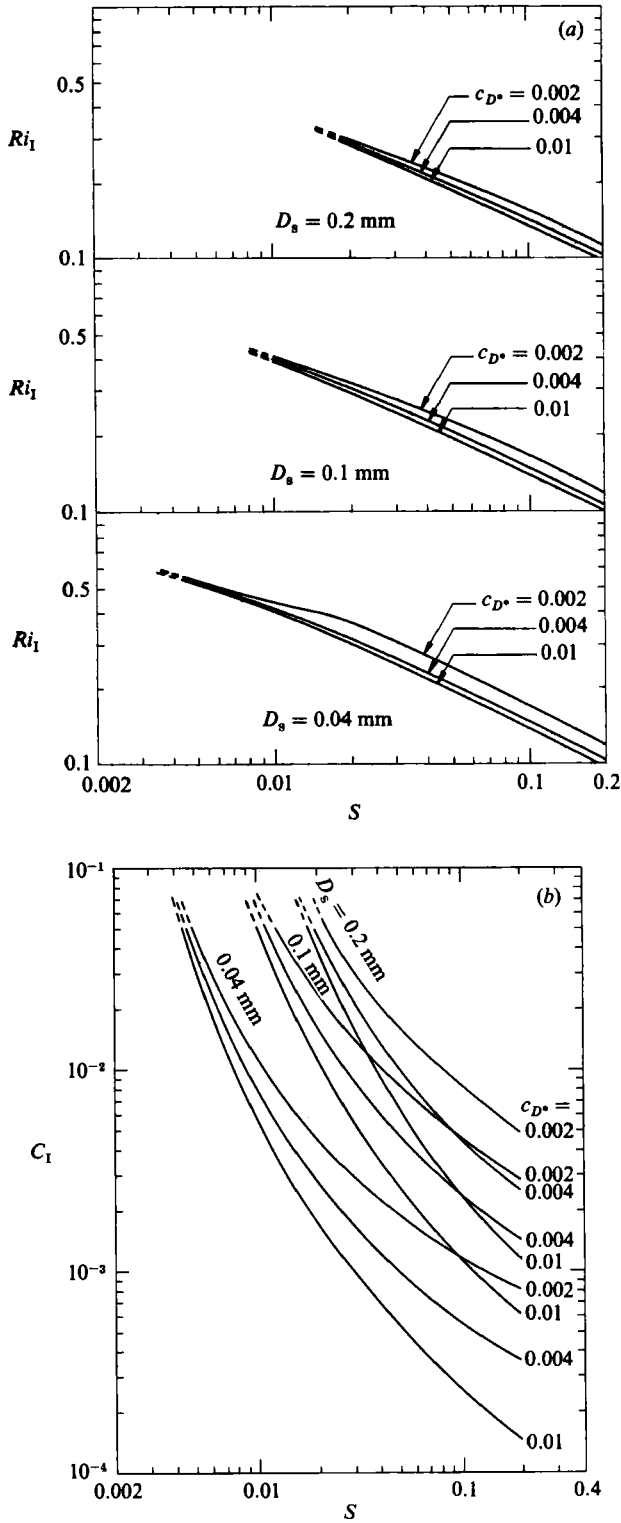 (a)
0.5
c_D* = 0.002
0.004
Ri_I
0.01
D_s = 0.2 mm
0.1
0.5
c_D* = 0.002
Ri_I
0.004
0.01
D_s = 0.1 mm
0.1
0.5
c_D* = 0.002
Ri_I
0.004
0.01
D_s = 0.04 mm
0.1
0.002 0.01 0.1 0.2
S
10⁻¹
(b)
D_s = 0.2 mm
0.1 mm
0.04 mm
10⁻²
c_D* =
0.002
C_I
0.002
0.004
0.004
0.01
10⁻³
0.002
0.01
0.004
0.01
10⁻⁴
0.002 0.01 0.1 0.4
S